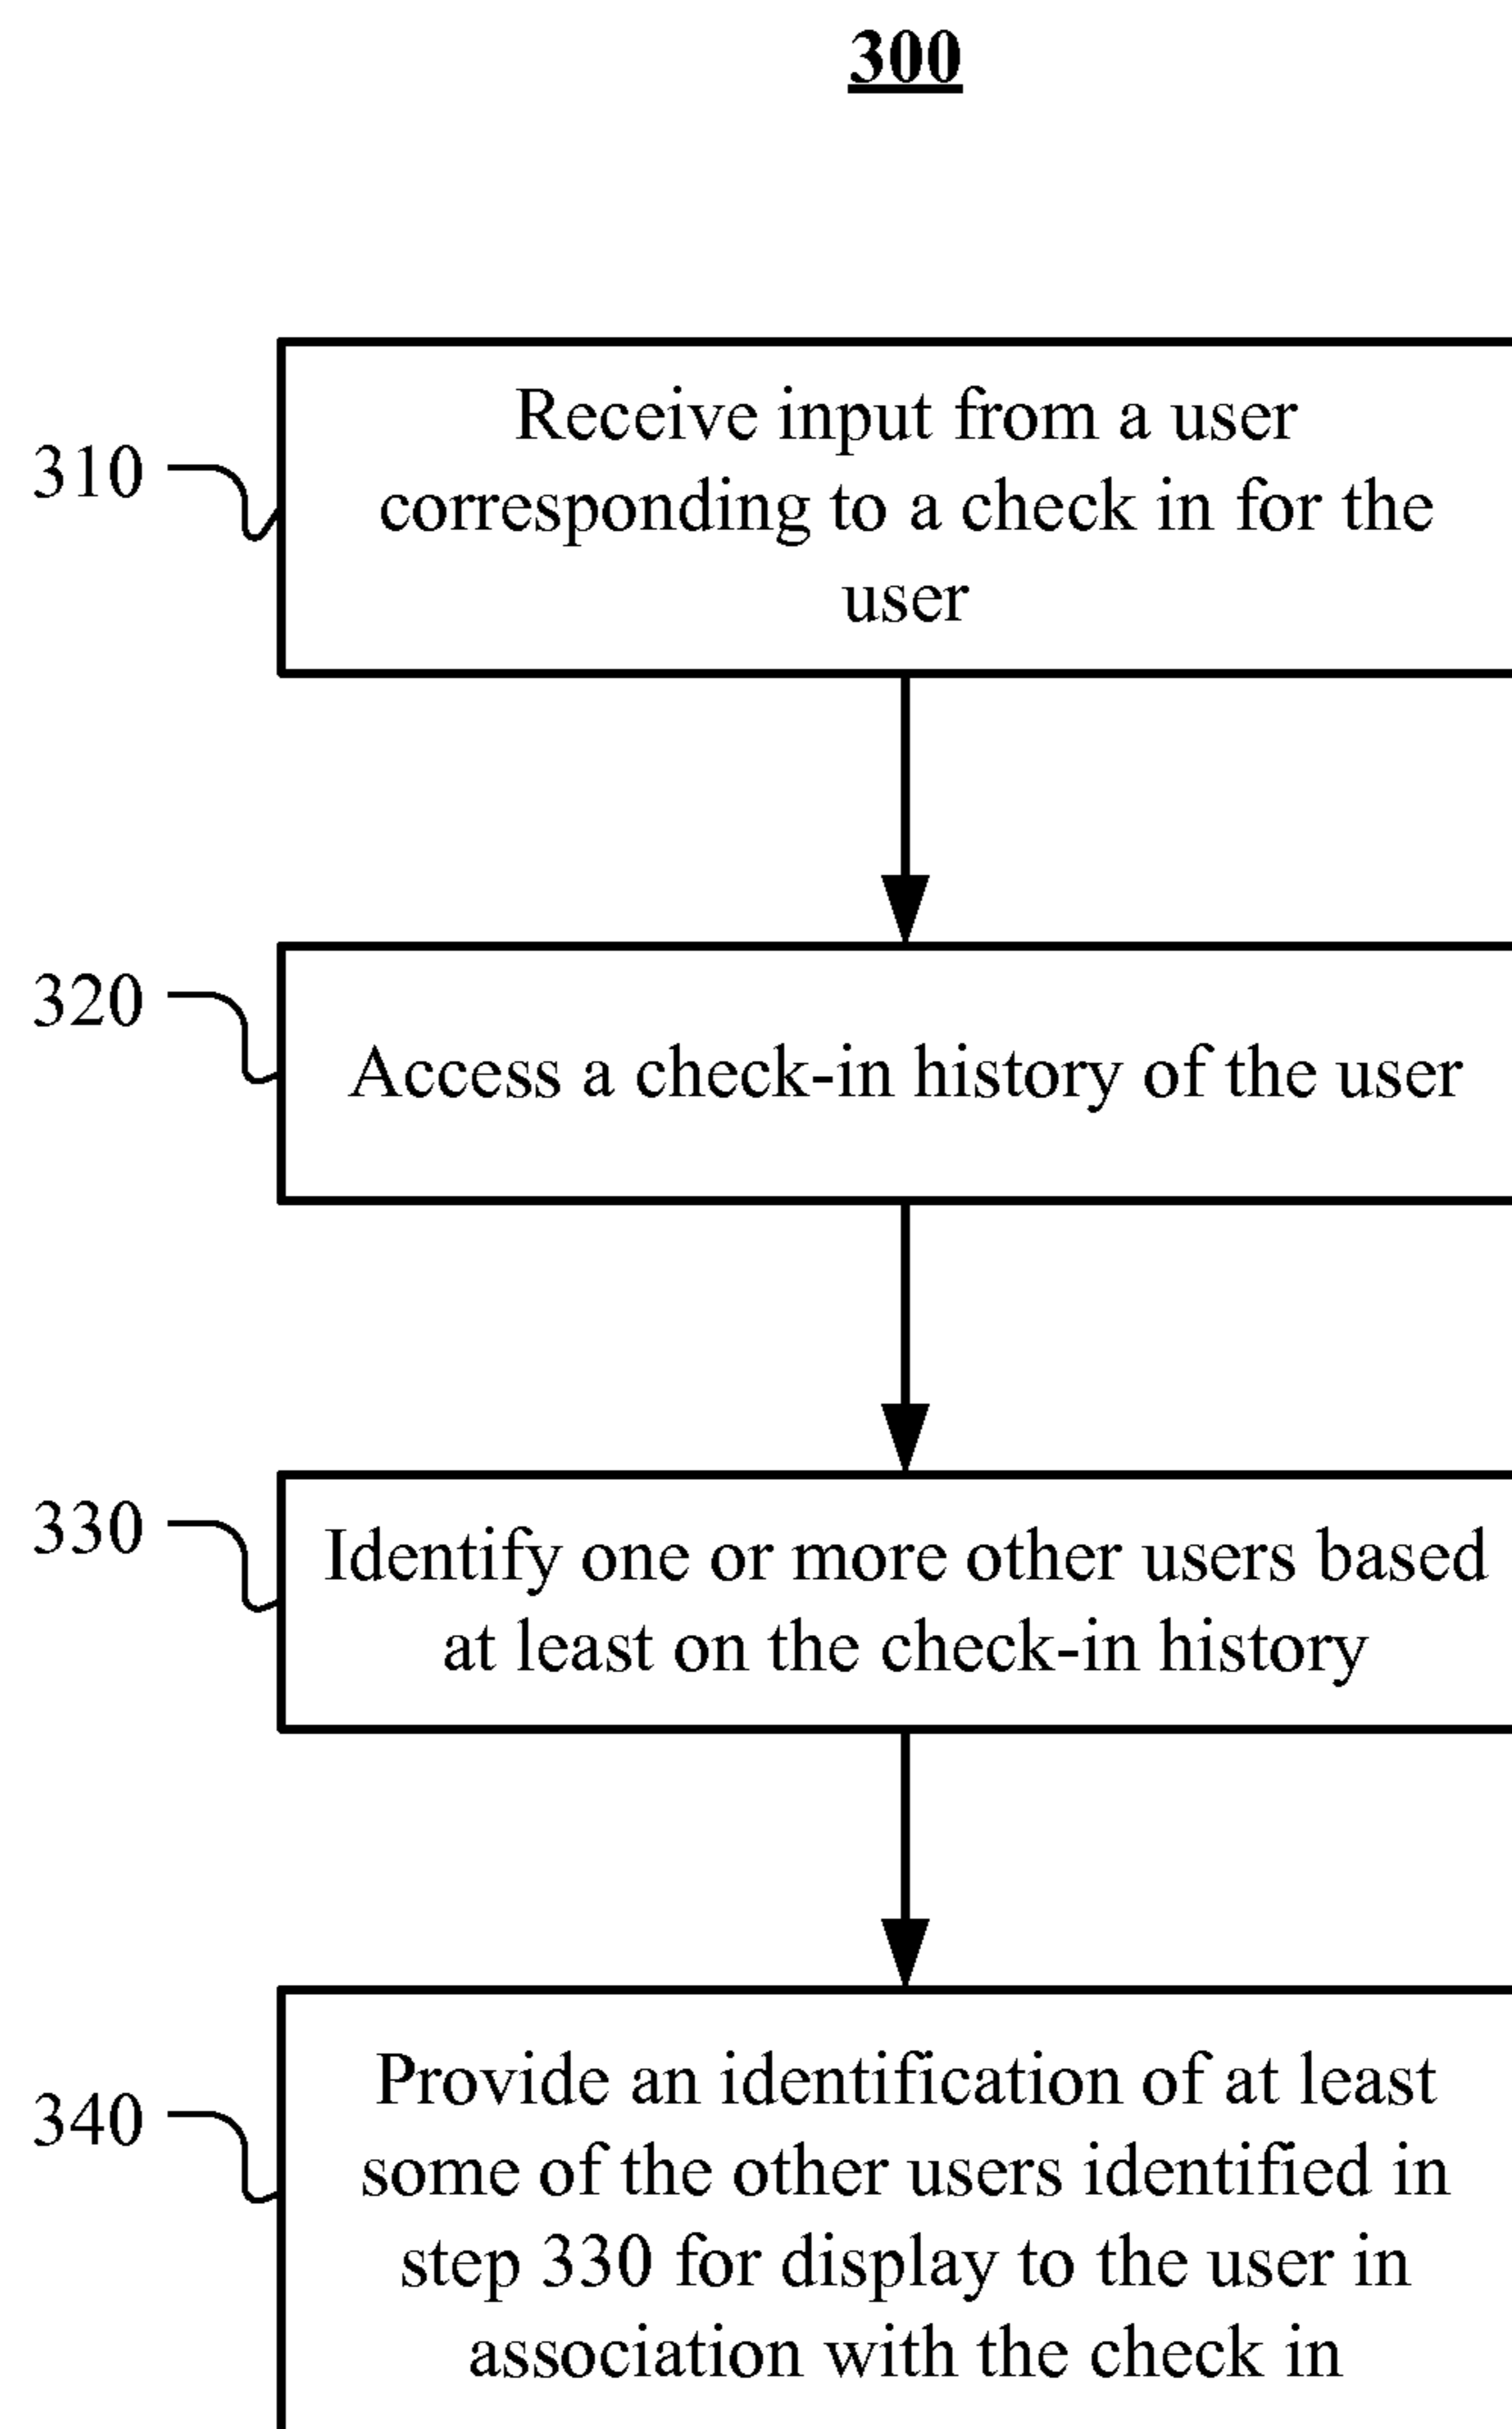 300
310
Receive input from a user
corresponding to a check in for the
user
320
Access a check-in history of the user
330
Identify one or more other users based
at least on the check-in history
340
Provide an identification of at least
some of the other users identified in
step 330 for display to the user in
association with the check in